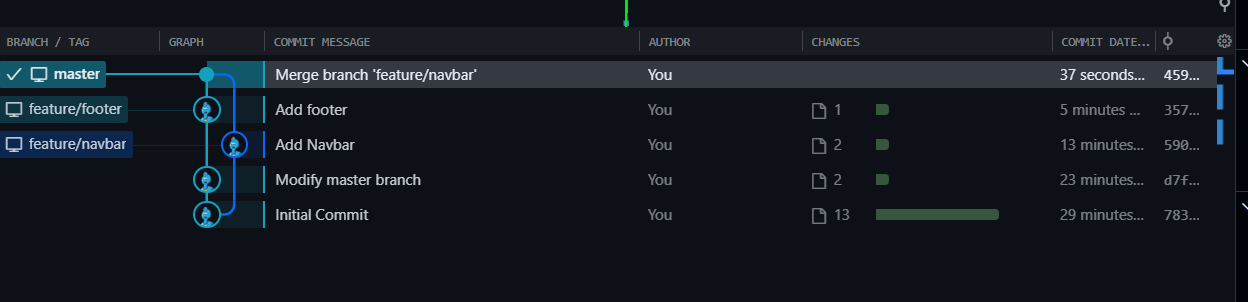 BRANCH / TAG GRAPH COMMIT MESSAGE AUTHOR CHANGES COMMIT DATE...
master Merge branch 'feature/navbar' You 37 seconds... 459...
feature/footer Add footer You 1 5 minutes ... 357...
feature/navbar Add Navbar You 2 13 minutes... 590...
Modify master branch You 2 23 minutes... d7f...
Initial Commit You 13 29 minutes... 783...